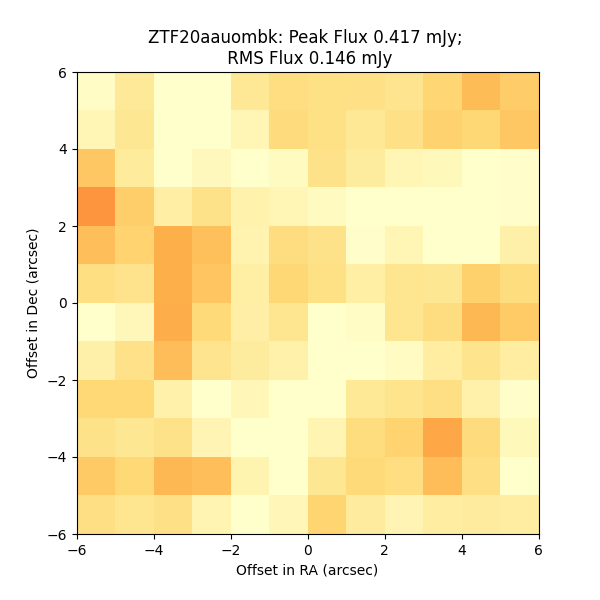 ZTF20aauombk: Peak Flux 0.417 mJy;
RMS Flux 0.146 mJy
6
4
2
0
−2
−4
−6
Offset in Dec (arcsec)
−6 −4 −2 0 2 4 6
Offset in RA (arcsec)